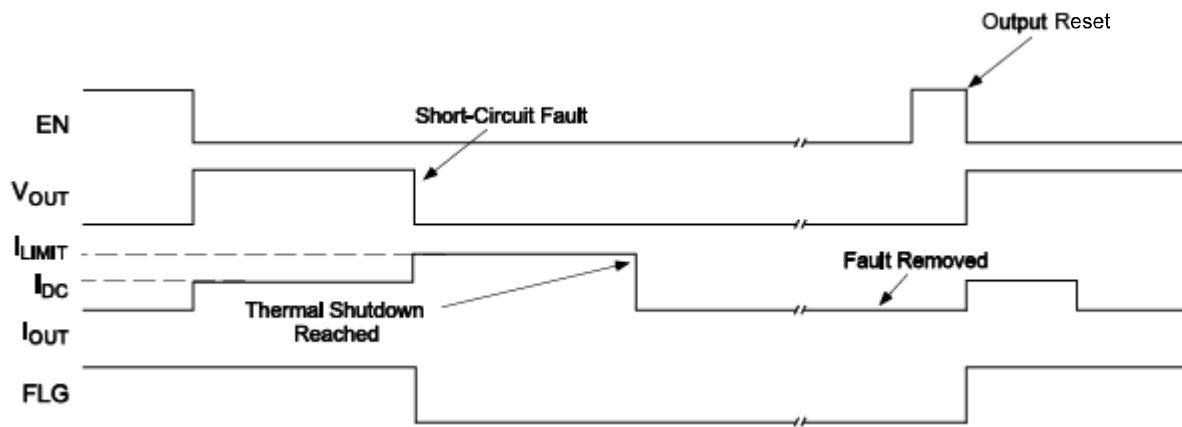 Output Reset
EN
Short-Circuit Fault
VOUT
ILIMIT
Fault Removed
IDC
Thermal Shutdown
Reached
IOUT
FLG